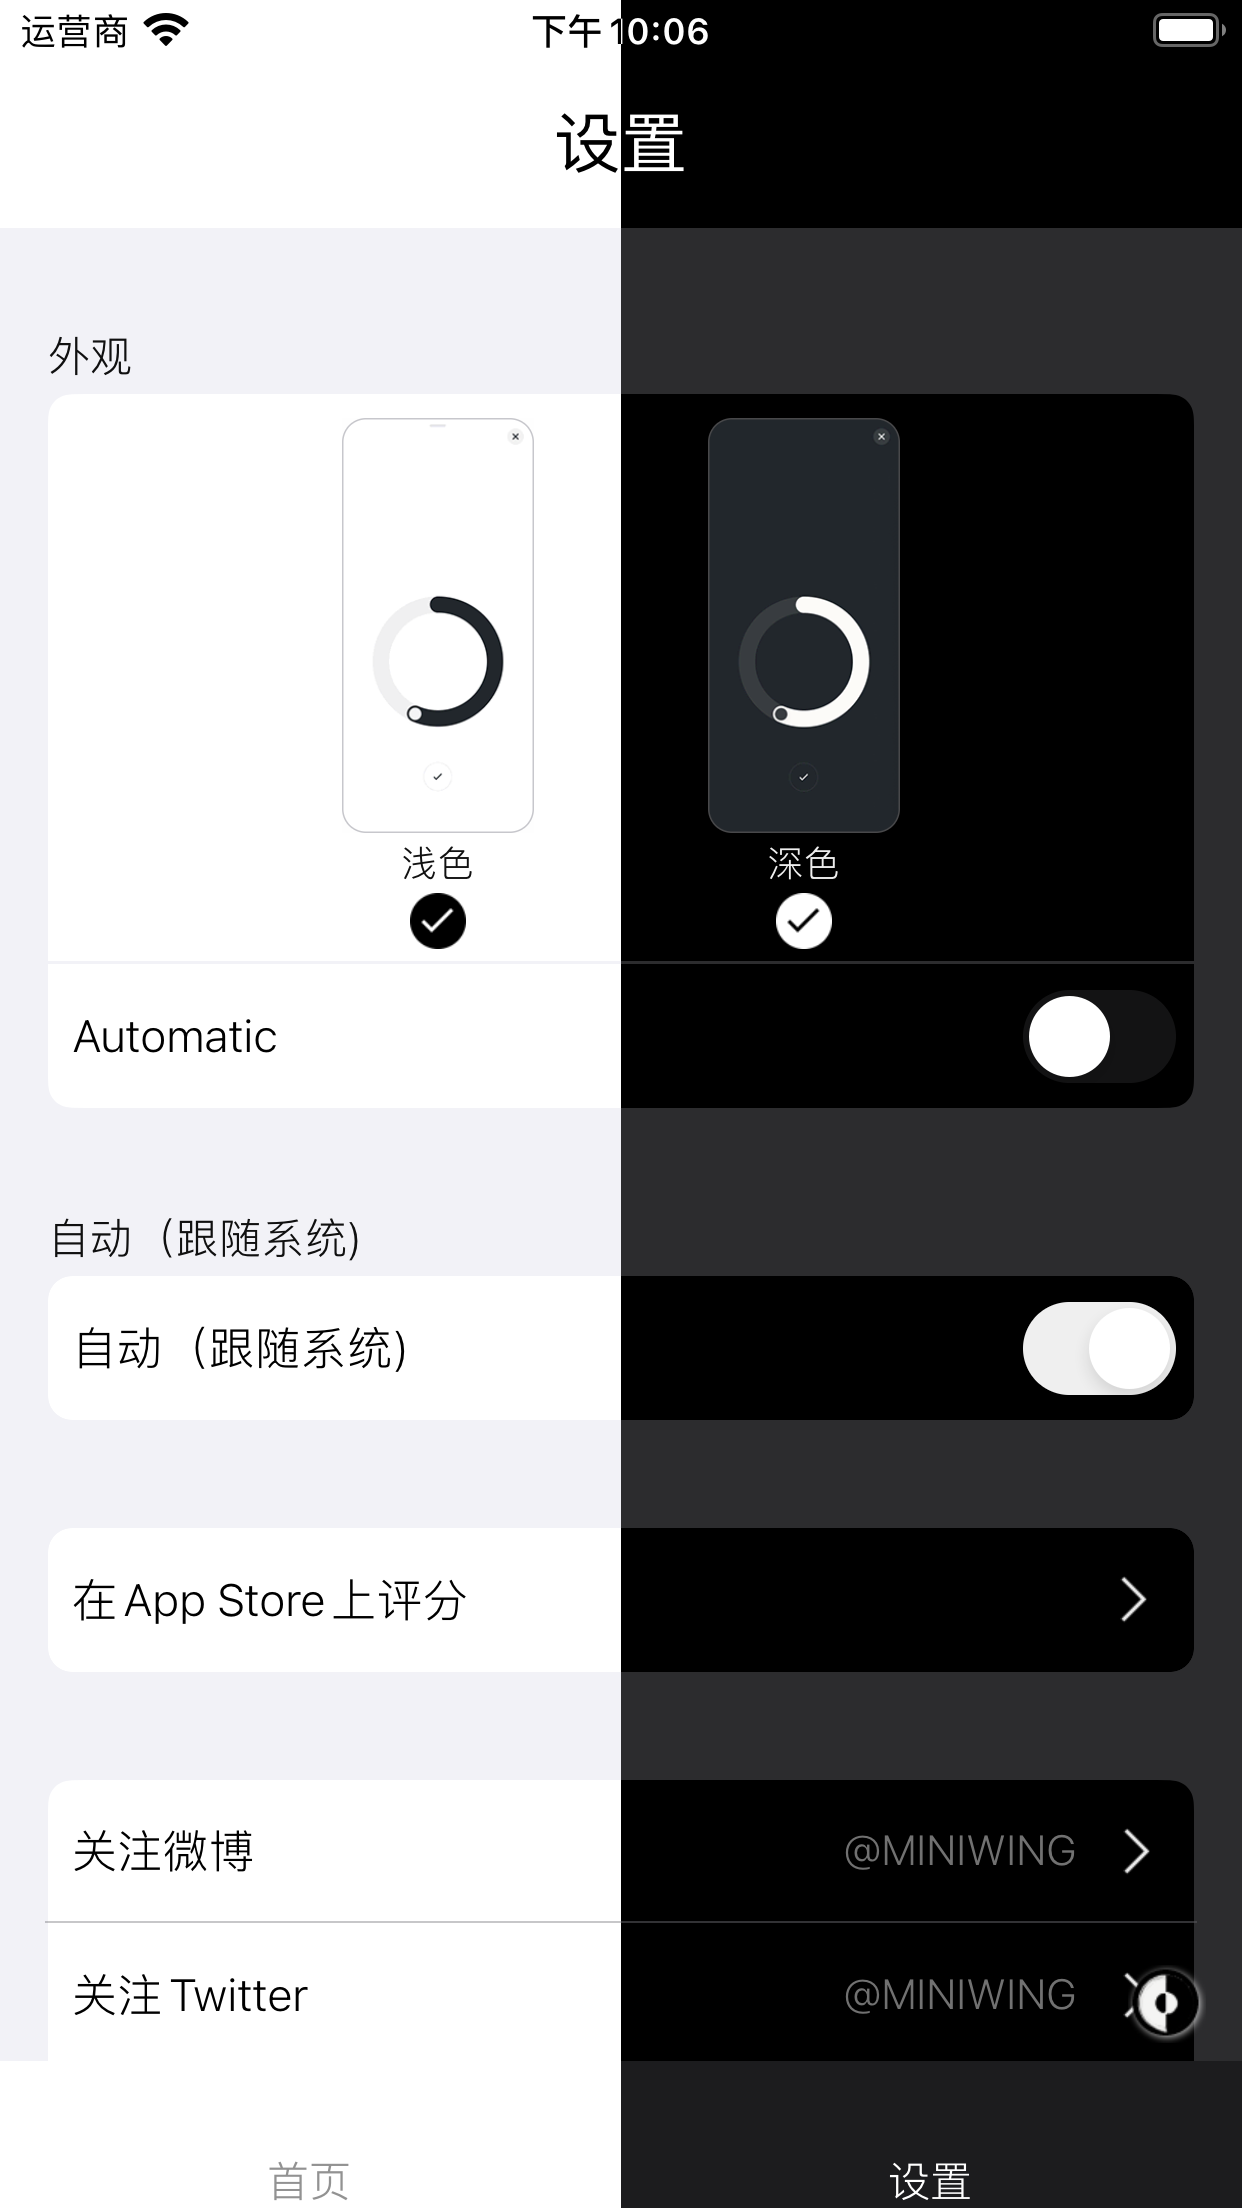 运营商 下午10:06
设置
外观
浅色 深色
Automatic
自动（跟随系统)
自动（跟随系统)
在 App Store 上评分
关注微博 @MINIWING
关注 Twitter @MINIWING
首页 设置